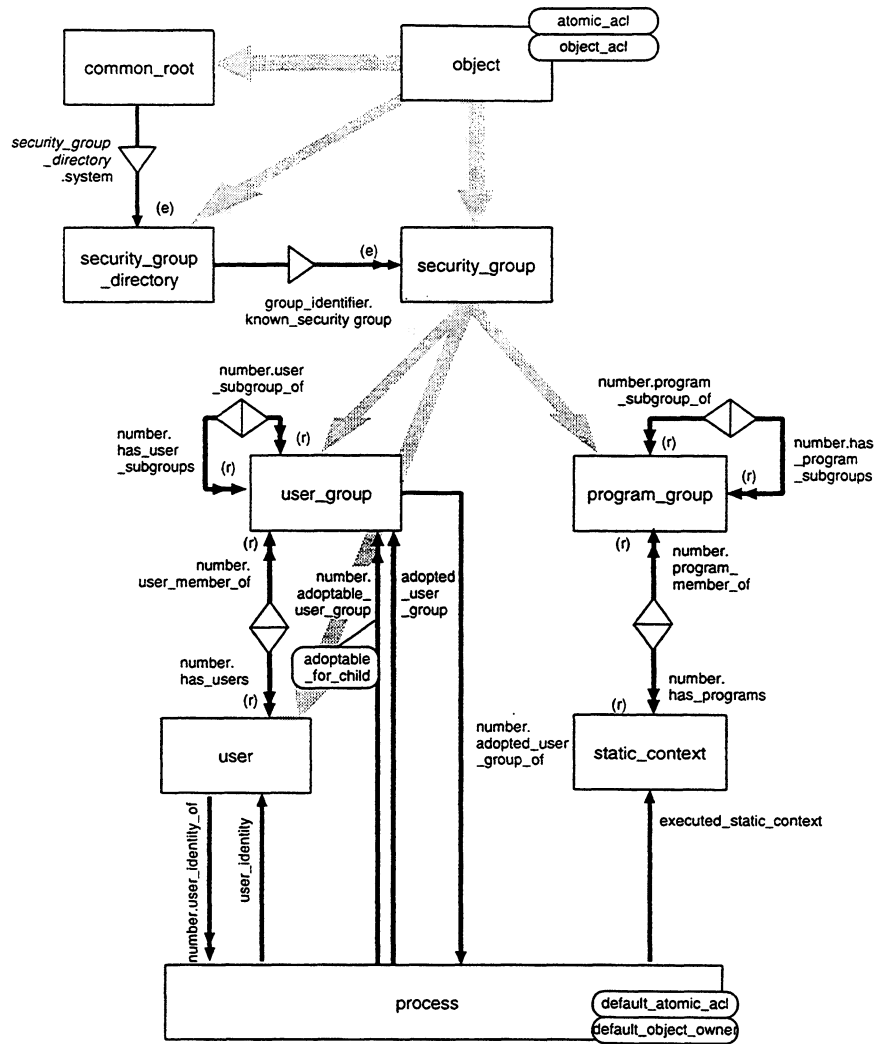 atomic_acl
object_acl
common_root
object
security_group
_directory
.system
(e)
security_group
_directory
(e)
security_group
group_identifier.
known_security group
number.user
_subgroup_of
number.program
_subgroup_of
number.
has_user
_subgroups
(r)
(r)
(r)
number.has
_program
_subgroups
(r)
user_group
program_group
(r)
number.
user_member_of
number.
adoptable_
user_group
adopted
_user
_group
(r)
number.
program_
member_of
adoptable
_for_child
number.
has_users
(r)
number.
has_programs
(r)
user
number.
adopted_user
_group_of
static_context
number.user_identity_of
user_identity
executed_static_context
process
default_atomic_acl
default_object_owner